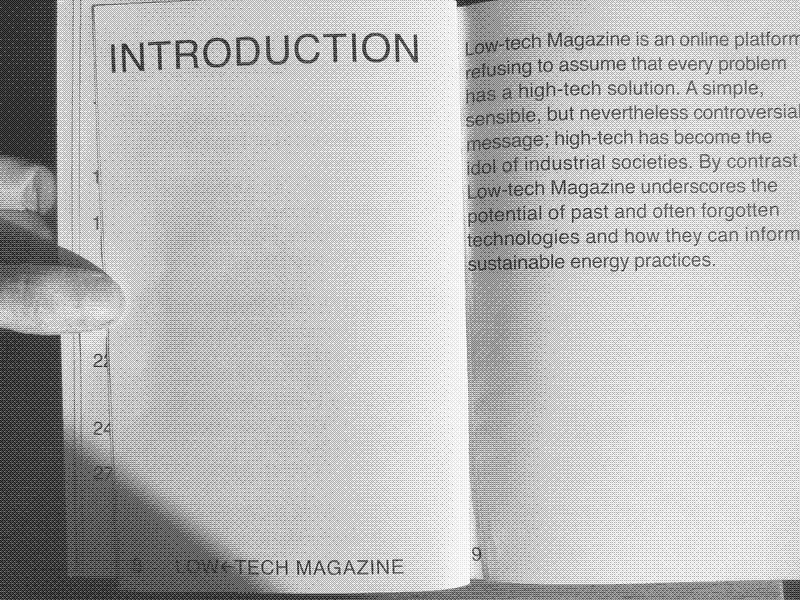 INTRODUCTION
22
24
27
8 LOW←TECH MAGAZINE
Low-tech Magazine is an online platform
refusing to assume that every problem
has a high-tech solution. A simple,
sensible, but nevertheless controversial
message; high-tech has become the
idol of industrial societies. By contrast,
Low-tech Magazine underscores the
potential of past and often forgotten
technologies and how they can inform
sustainable energy practices.
9